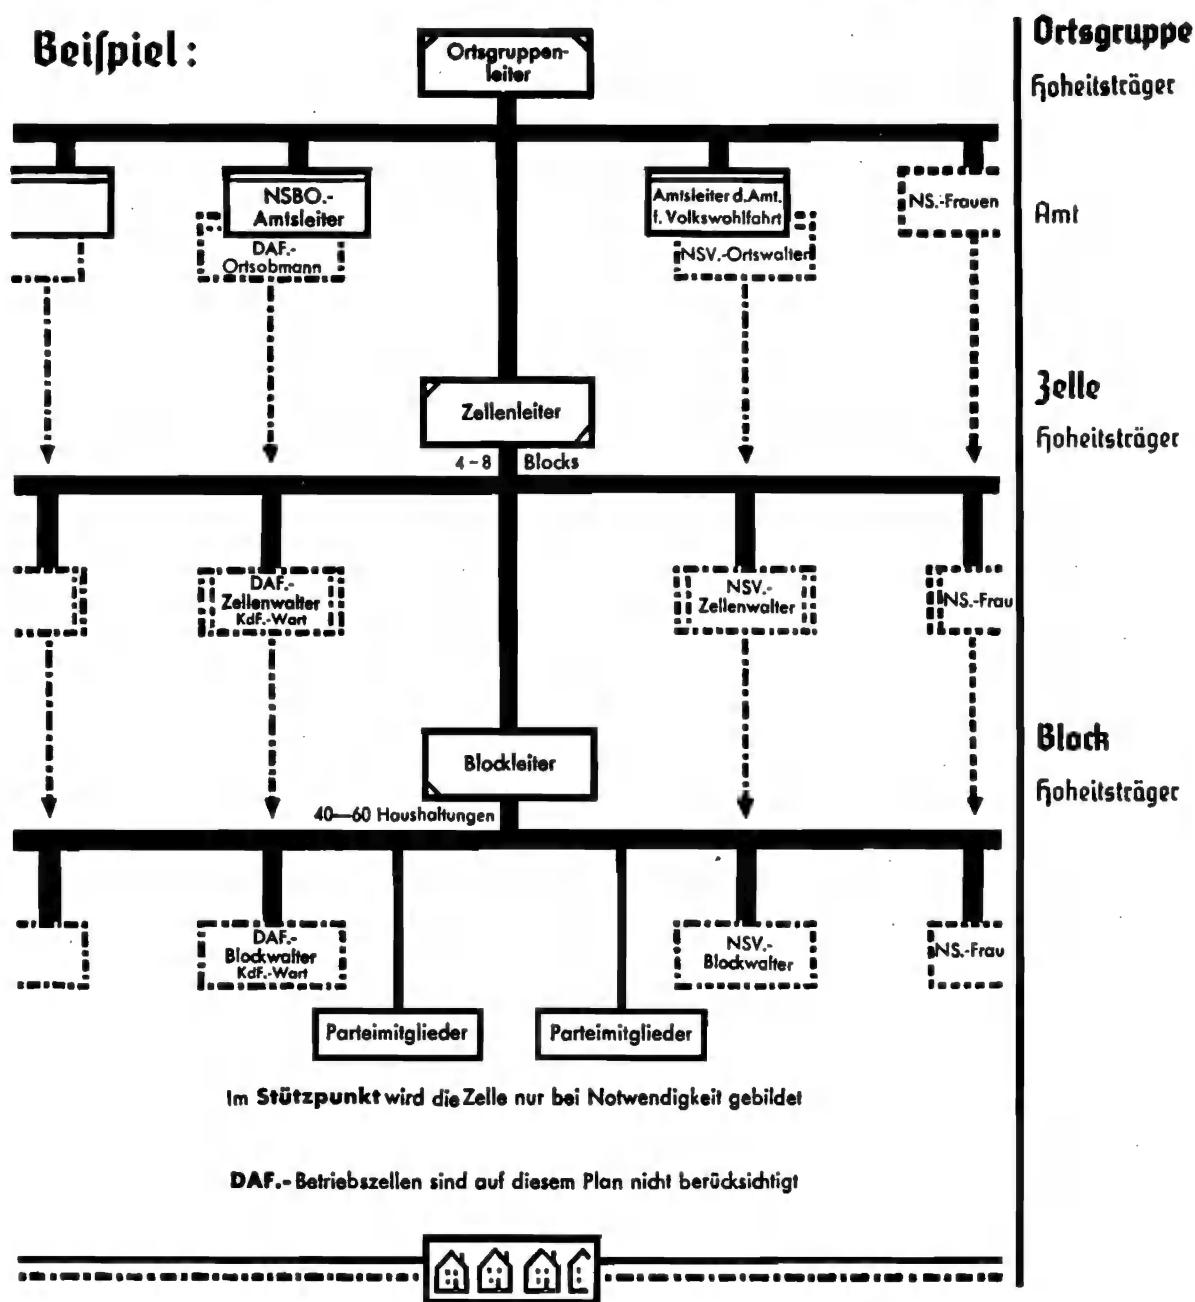 Beiſpiel:
Ortsgruppen-
leiter
Ortsgruppe
Hoheitsträger
NSBO.-
Amtsleiter
DAF.-
Ortsobmann
Amtsleiter d. Amt.
f. Volkswohlfahrt
NSV.-Ortswalter
NS.-Frauen
Amt
Zellenleiter
4-8 Blocks
Zelle
Hoheitsträger
DAF.-
Zellenwalter
KdF.-Wart
NSV.-
Zellenwalter
NS.-Frau
Blockleiter
40—60 Haushaltungen
Block
Hoheitsträger
DAF.-
Blockwalter
KdF.-Wart
NSV.-
Blockwalter
NS.-Frau
Parteimitglieder
Parteimitglieder
Im Stützpunkt wird die Zelle nur bei Notwendigkeit gebildet
DAF.- Betriebszellen sind auf diesem Plan nicht berücksichtigt